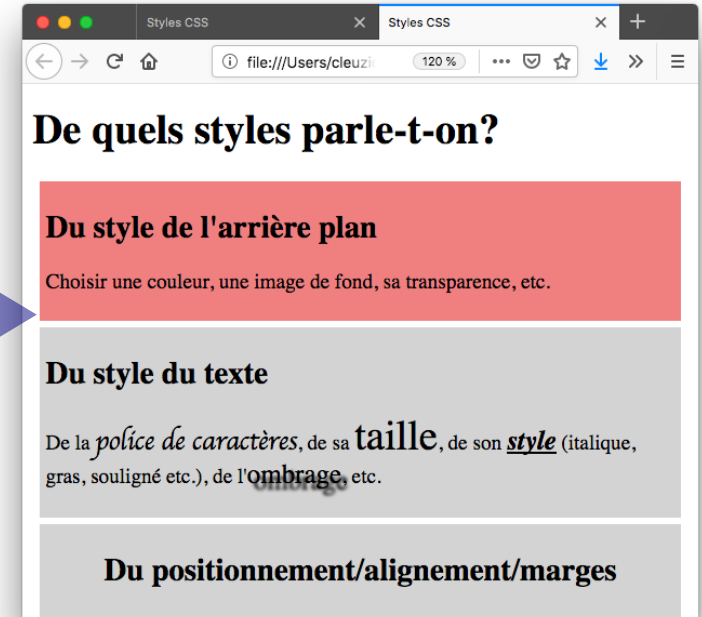 Styles CSS
Styles CSS
file:///Users/cleuzi
120 %
De quels styles parle-t-on?
Du style de l'arrière plan
Choisir une couleur, une image de fond, sa transparence, etc.
Du style du texte
De la police de caractères, de sa taille, de son style (italique,
gras, souligné etc.), de l'ombrage, etc.
Du positionnement/alignement/marges